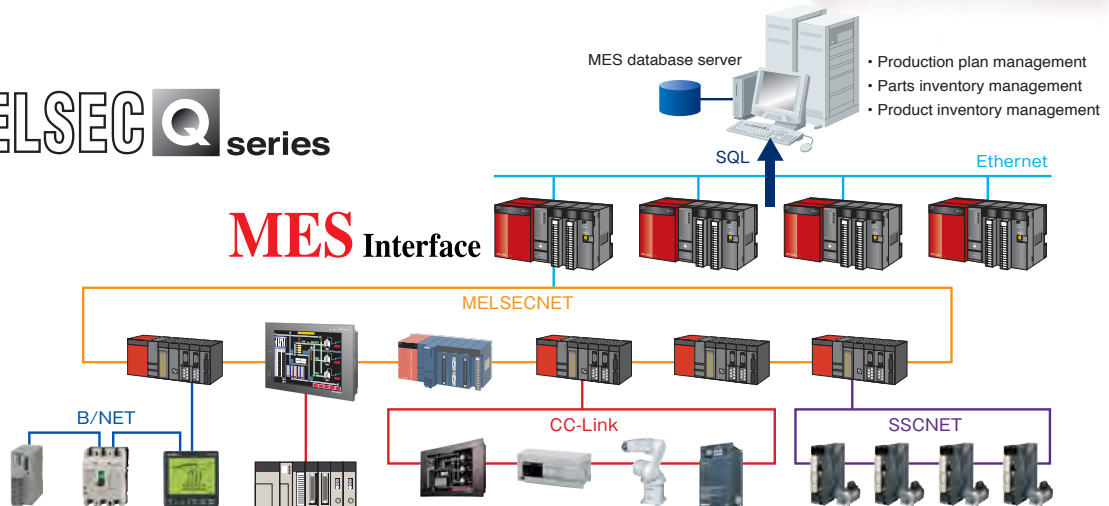 MES database server
• Production plan management
• Parts inventory management
• Product inventory management
ELSEC Q series
SQL
Ethernet
MES Interface
MELSECNET
B/NET
CC-Link
SSCNET